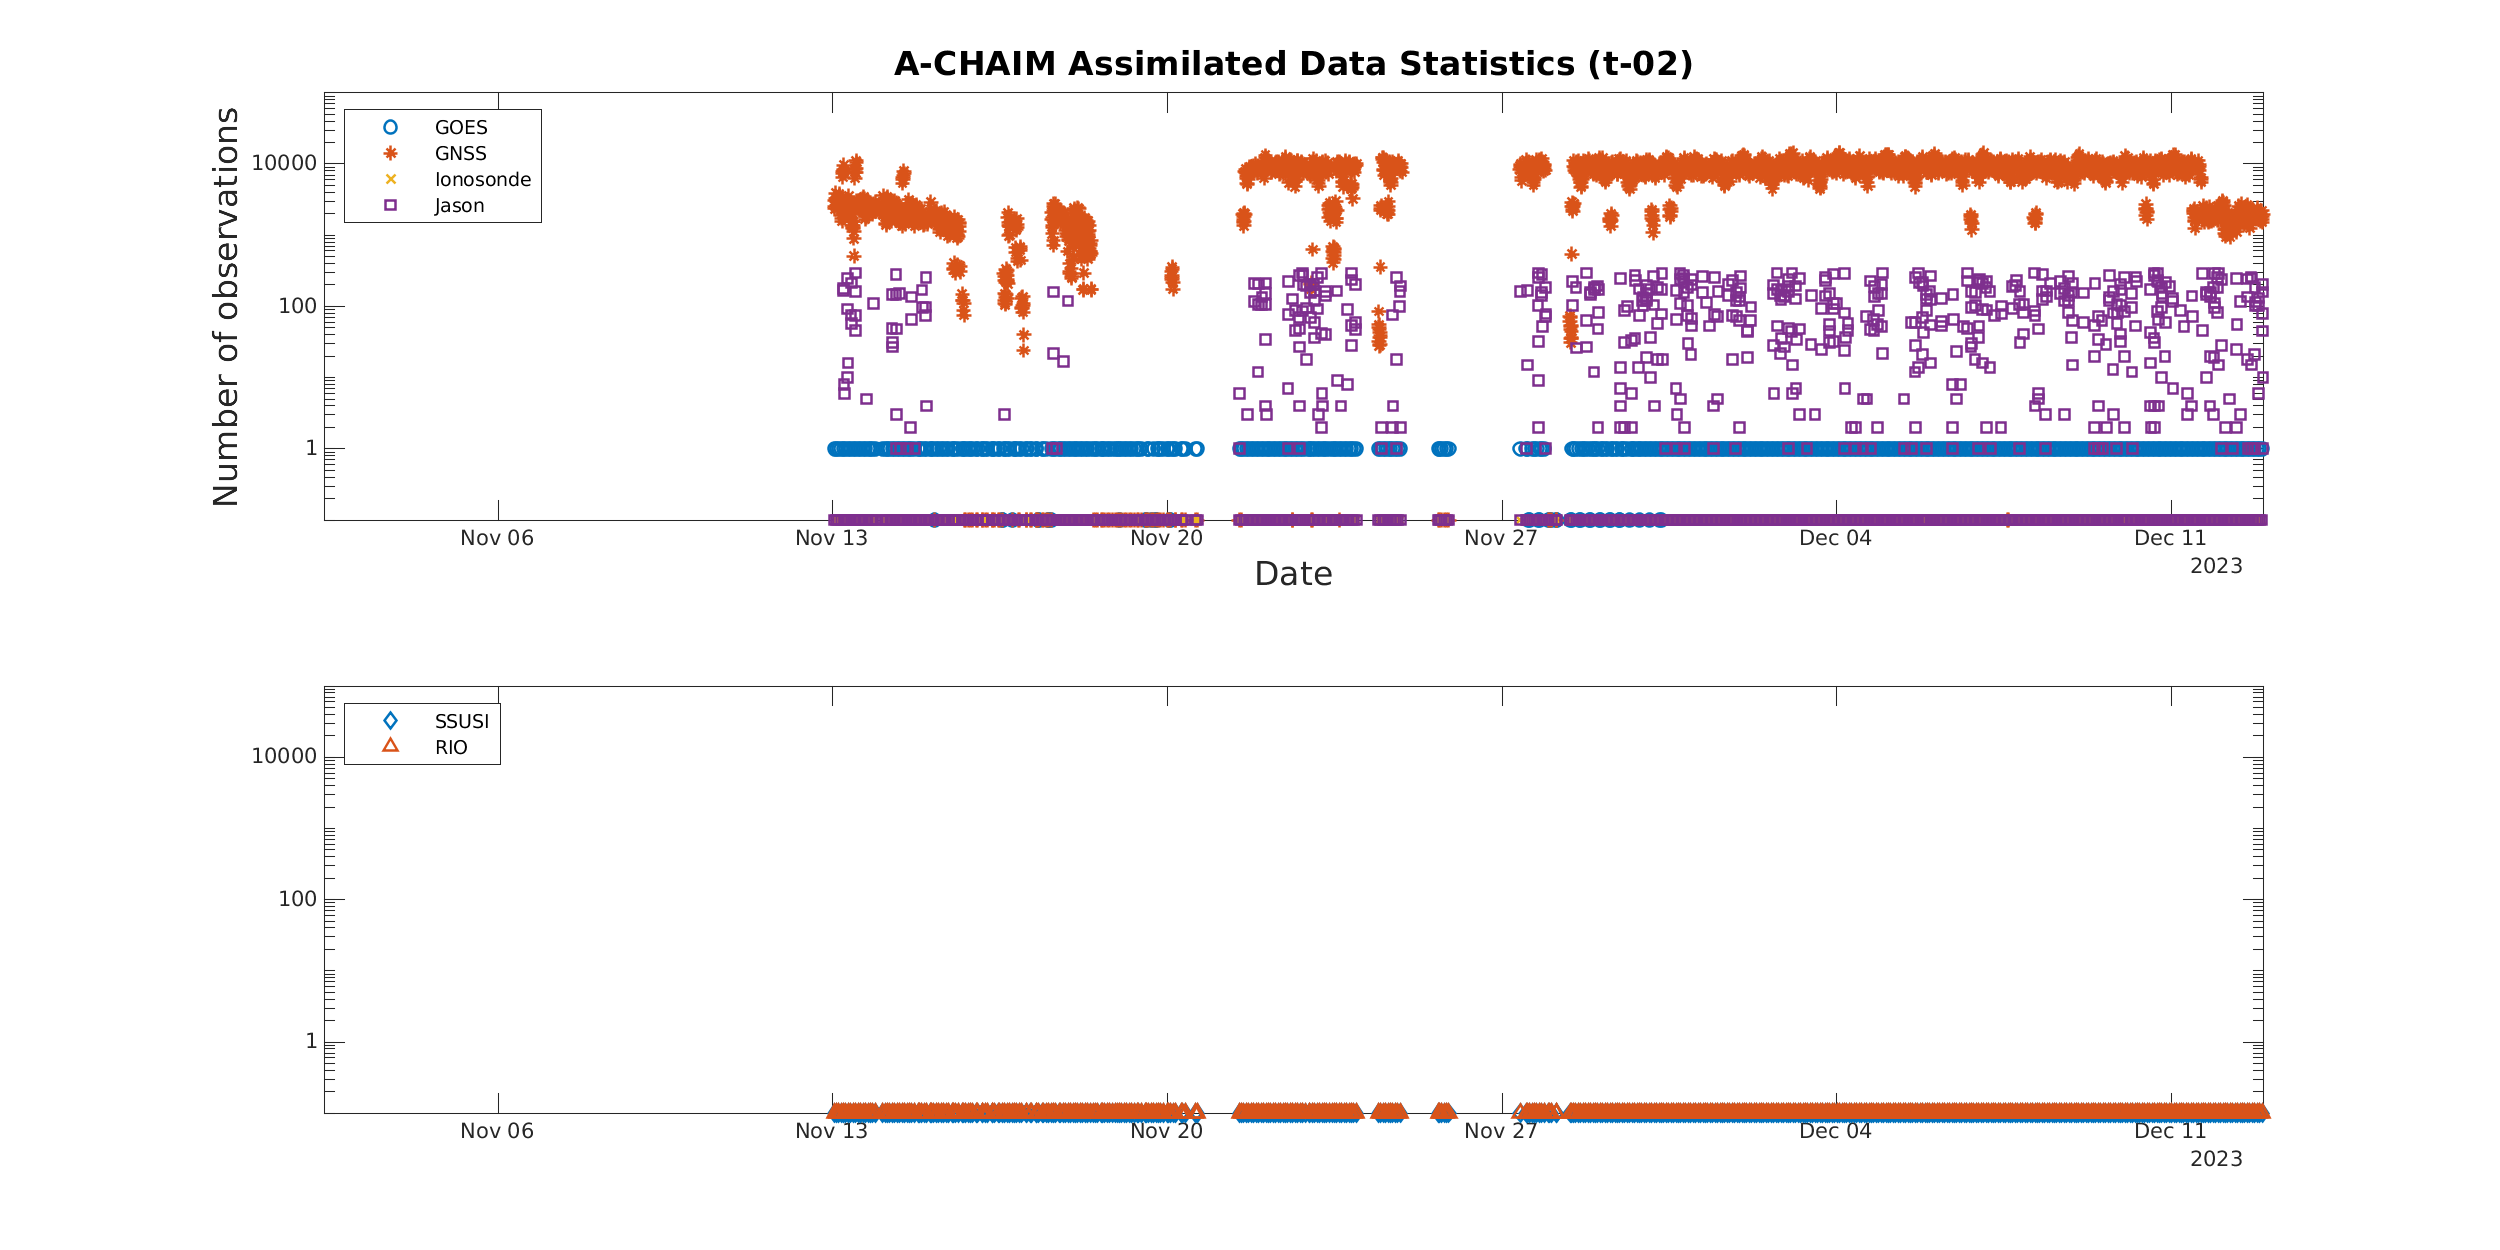 A-CHAIM Assimilated Data Statistics (t-02)
Number of observations
10000
100
1
GOES
GNSS
Ionosonde
Jason
Nov 06
Nov 13
Nov 20
Nov 27
Dec 04
Dec 11
2023
Date
10000
100
1
SSUSI
RIO
Nov 06
Nov 13
Nov 20
Nov 27
Dec 04
Dec 11
2023